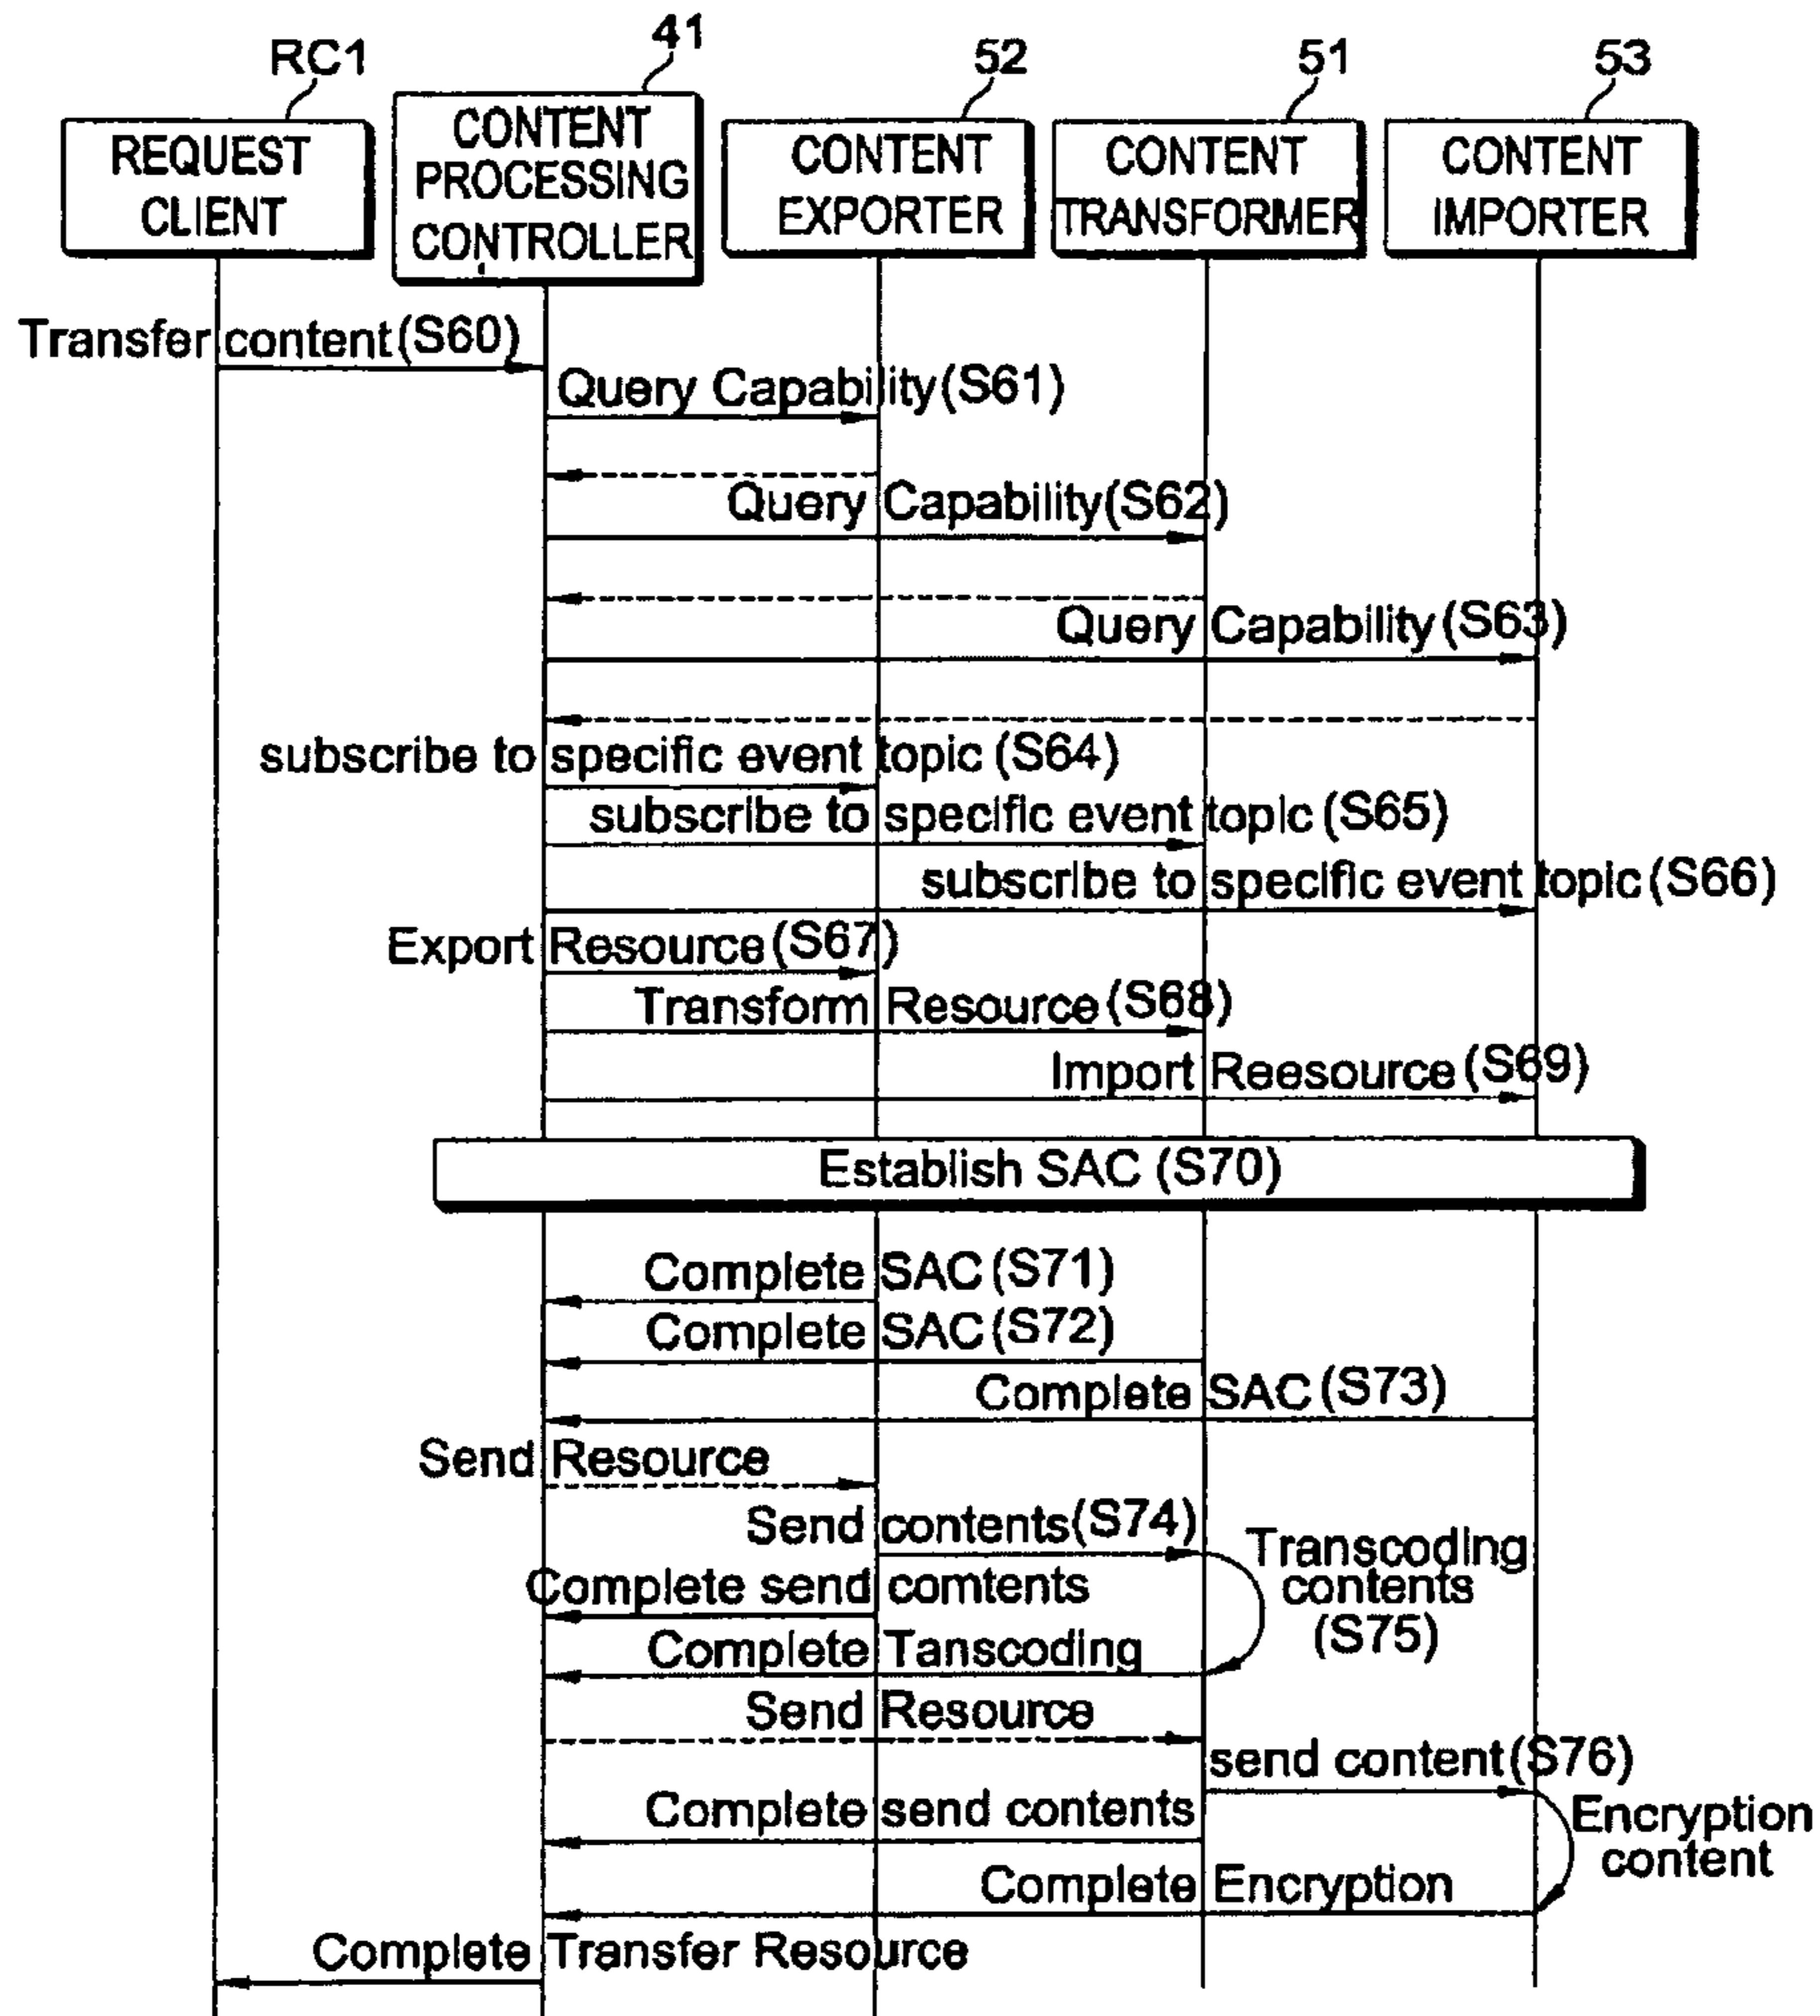 RC1
41
52
51
53
REQUEST
CLIENT
CONTENT
PROCESSING
CONTROLLER
CONTENT
EXPORTER
CONTENT
TRANSFORMER
CONTENT
IMPORTER
Transfer content (S60)
Query Capability (S61)
Query Capability (S62)
Query Capability (S63)
subscribe to specific event topic (S64)
subscribe to specific event topic (S65)
subscribe to specific event topic (S66)
Export Resource (S67)
Transform Resource (S68)
Import Reesource (S69)
Establish SAC (S70)
Complete SAC (S71)
Complete SAC (S72)
Complete SAC (S73)
Send Resource
Send contents (S74)
Transcoding
contents
(S75)
Complete send comtents
Complete Tanscoding
Send Resource
send content (S76)
Complete send contents
Encryption
content
Complete Encryption
Complete Transfer Resource